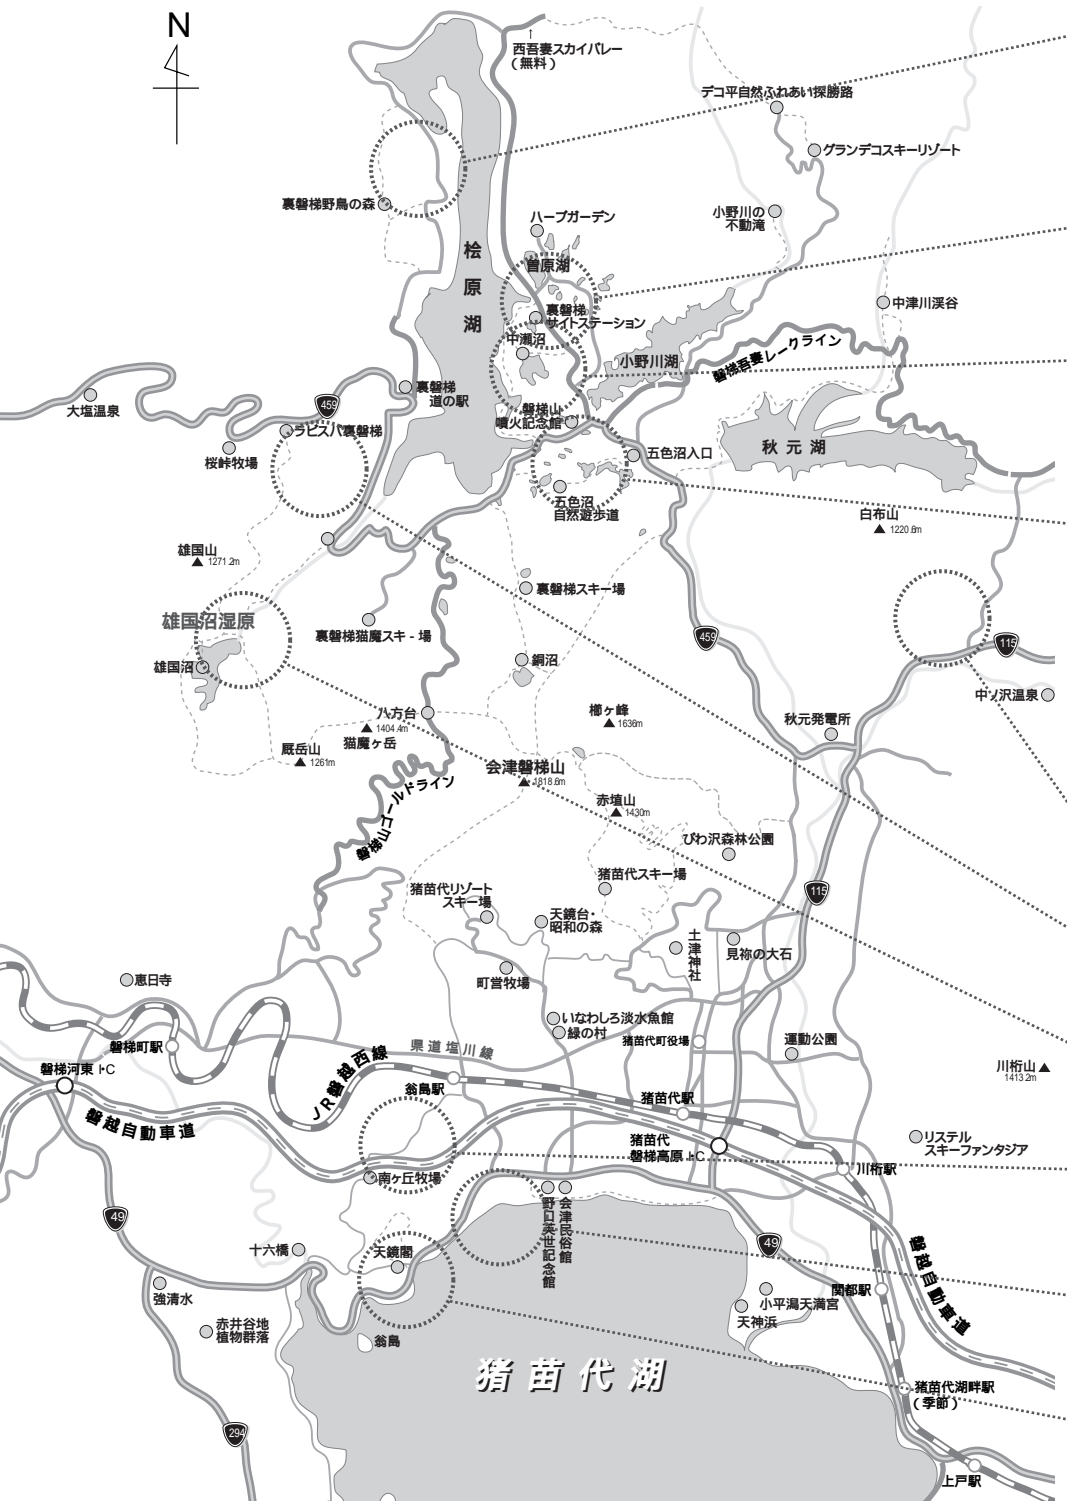 N
↑
西吾妻スカイバレー
(無料)
デコ平自然ふれあい探勝路
グランデコスキーリゾート
裏磐梯野鳥の森
ハーブガーデン
小野川の
不動滝
桧原湖
曽原湖
中津川渓谷
裏磐梯
サイトステーション
中瀬沼
小野川湖
磐梯吾妻レークライン
裏磐梯
道の駅
大塩温泉
459
ラビスパ裏磐梯
磐梯山
噴火記念館
桜峠牧場
五色沼入口
秋元湖
五色沼
自然遊歩道
白布山
1220.6m
雄国山
1271.2m
裏磐梯スキー場
雄国沼湿原
裏磐梯猫魔スキ-場
459
115
雄国沼
銅沼
中ノ沢温泉
八方台
櫛ヶ峰
1636m
秋元発電所
1404.4m
猫魔ヶ岳
厩岳山
1261m
会津磐梯山
1818.6m
磐梯山ゴールドライン
赤埴山
1430m
びわ沢森林公園
猪苗代スキー場
115
猪苗代リゾート
スキー場
天鏡台・
昭和の森
土津神社
見祢の大石
恵日寺
町営牧場
いなわしろ淡水魚館
緑の村
磐梯町駅
県道塩川線
猪苗代町役場
運動公園
磐梯河東 I・C
JR磐越西線
翁島駅
川桁山
1413.2m
猪苗代駅
磐越自動車道
猪苗代
磐梯高原 I・C
リステル
スキーファンタジア
川桁駅
南ヶ丘牧場
野口英世記念館
会津民俗館
49
十六橋
天鏡閣
49
磐越自動車道
関都駅
強清水
小平潟天満宮
天神浜
赤井谷地
植物群落
翁島
猪苗代湖
猪苗代湖畔駅
(季節)
294
上戸駅